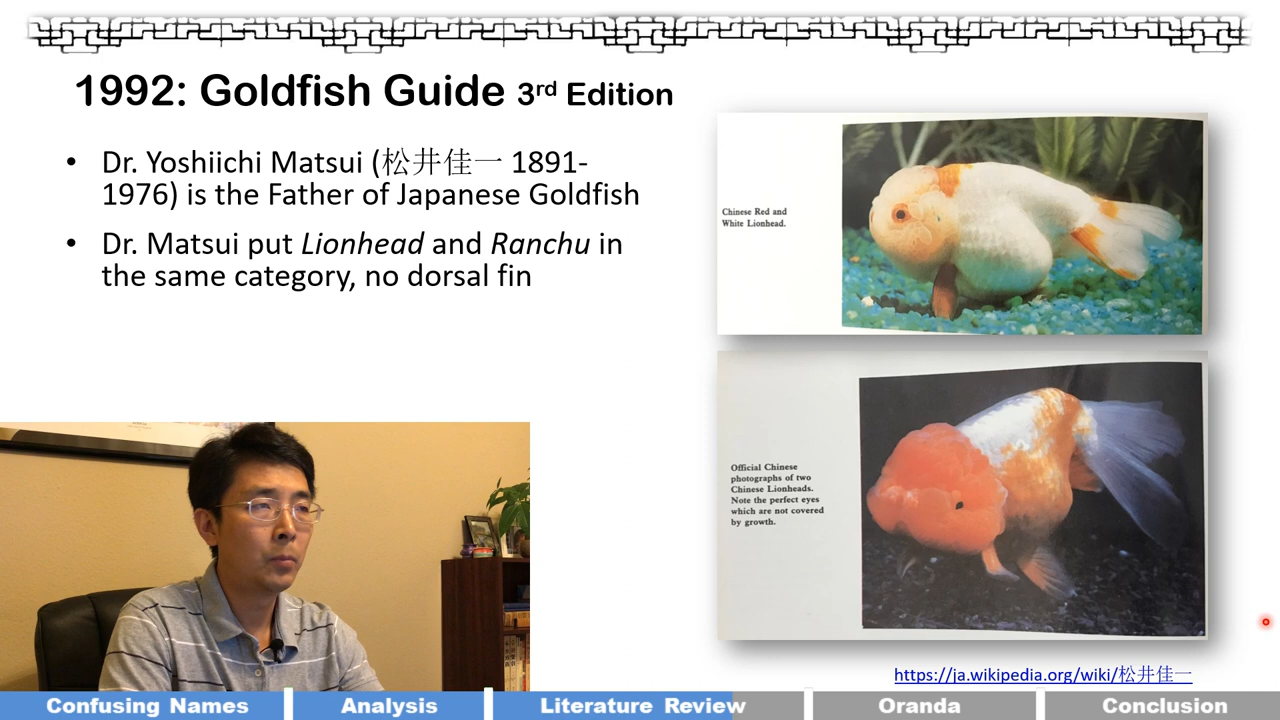 1992: Goldfish Guide 3rd Edition
• Dr. Yoshiichi Matsui (松井佳一 1891-
1976) is the Father of Japanese Goldfish
• Dr. Matsui put Lionhead and Ranchu in
the same category, no dorsal fin
Chinese Red and
White Lionhead.
Official Chinese
photographs of two
Chinese Lionheads.
Note the perfect eyes
which are not covered
by growth.
https://ja.wikipedia.org/wiki/松井佳一
Confusing Names
Analysis
Literature Review
Oranda
Conclusion